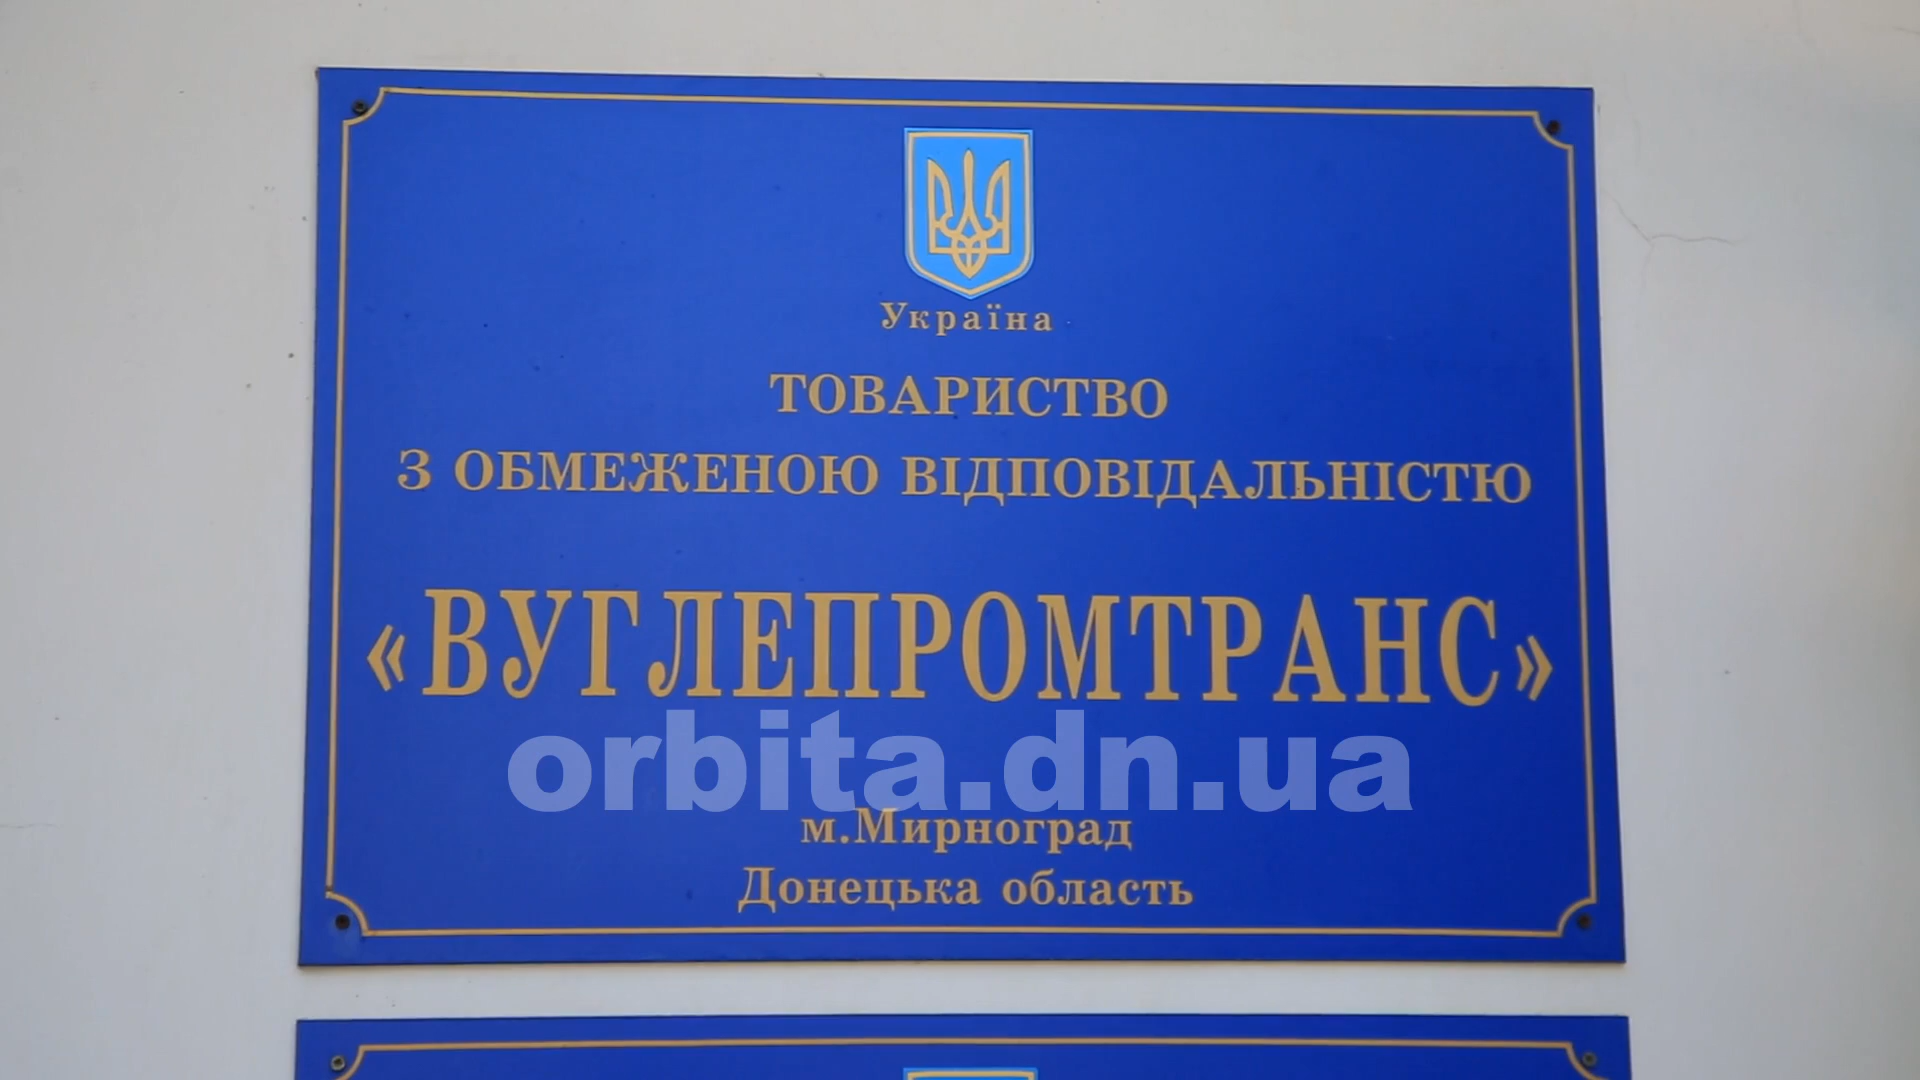 Україна
ТОВАРИСТВО
З ОБМЕЖЕНОЮ ВІДПОВІДАЛЬНІСТЮ
«ВУГЛЕПРОМТРАНС»
orbita.dn.ua
м.Мирноград
Донецька область